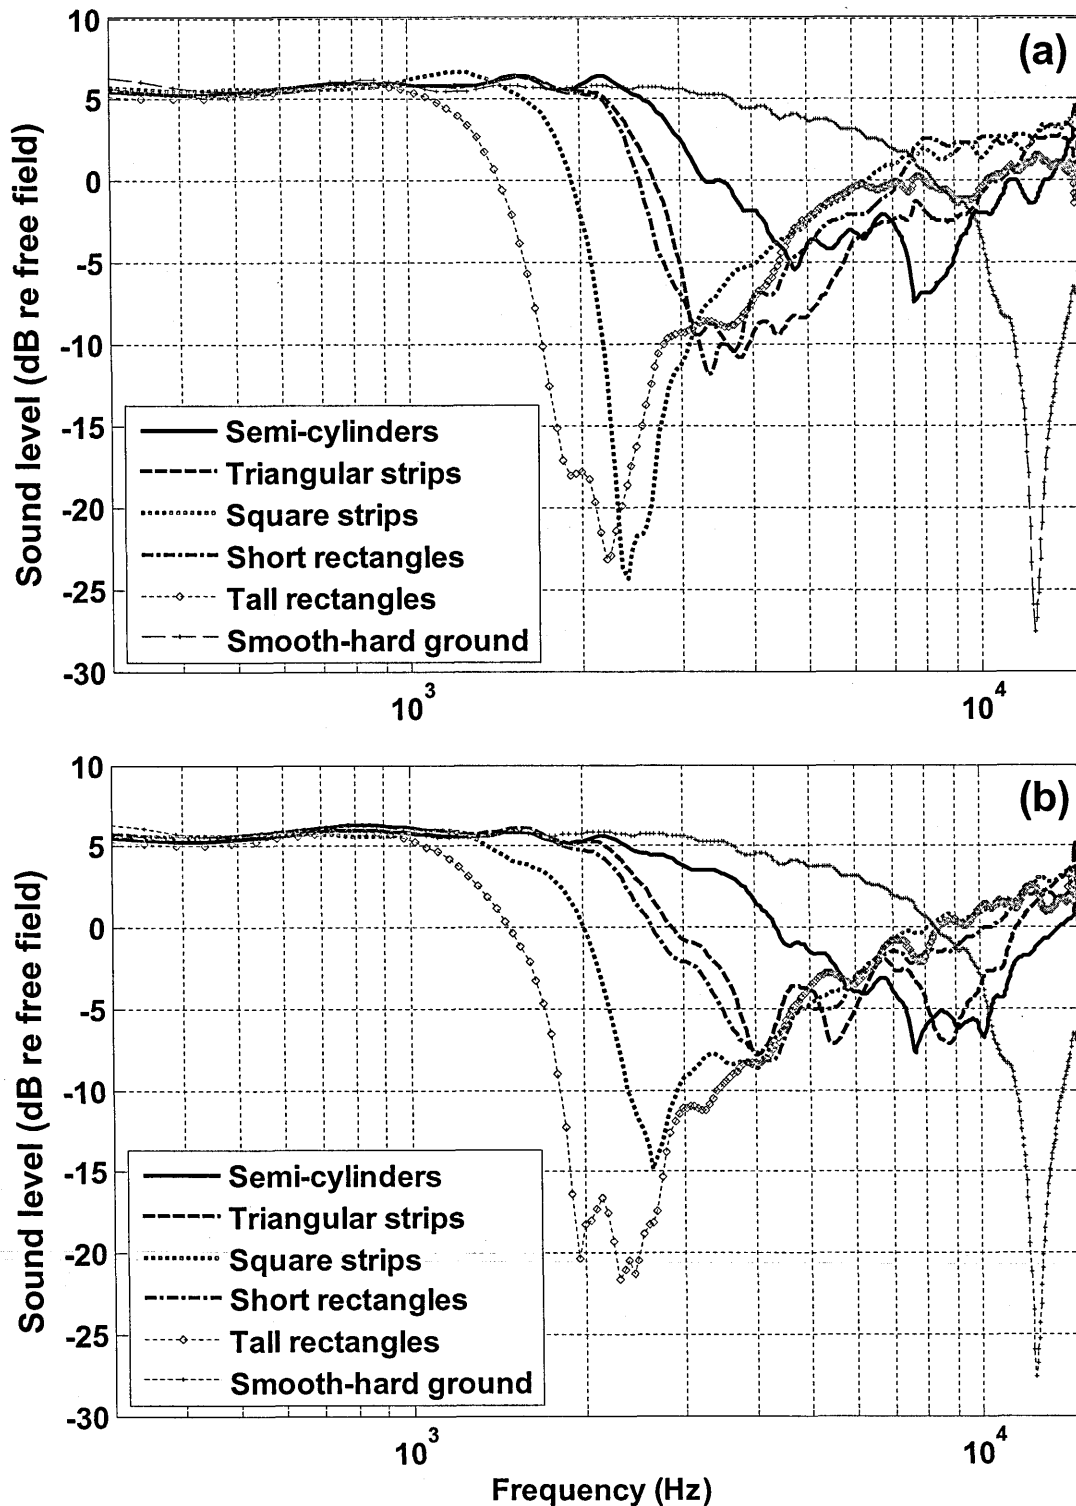 10
5
0
-5
-10
-15
-20
-25
-30
Sound level (dB re free field)
(a)
Semi-cylinders
Triangular strips
Square strips
Short rectangles
Tall rectangles
Smooth-hard ground
10³
10⁴
10
5
0
-5
-10
-15
-20
-25
-30
Sound level (dB re free field)
(b)
Semi-cylinders
Triangular strips
Square strips
Short rectangles
Tall rectangles
Smooth-hard ground
10³
10⁴
Frequency (Hz)